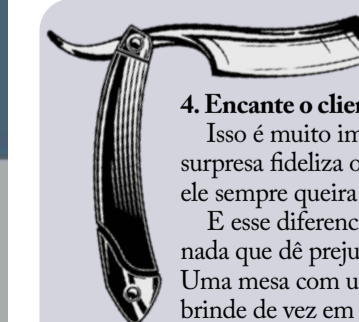 4. Encante o clien
Isso é muito im
surpresa fideliza o
ele sempre queira
E esse diferenc
nada que dê preju
Uma mesa com u
brinde de vez em